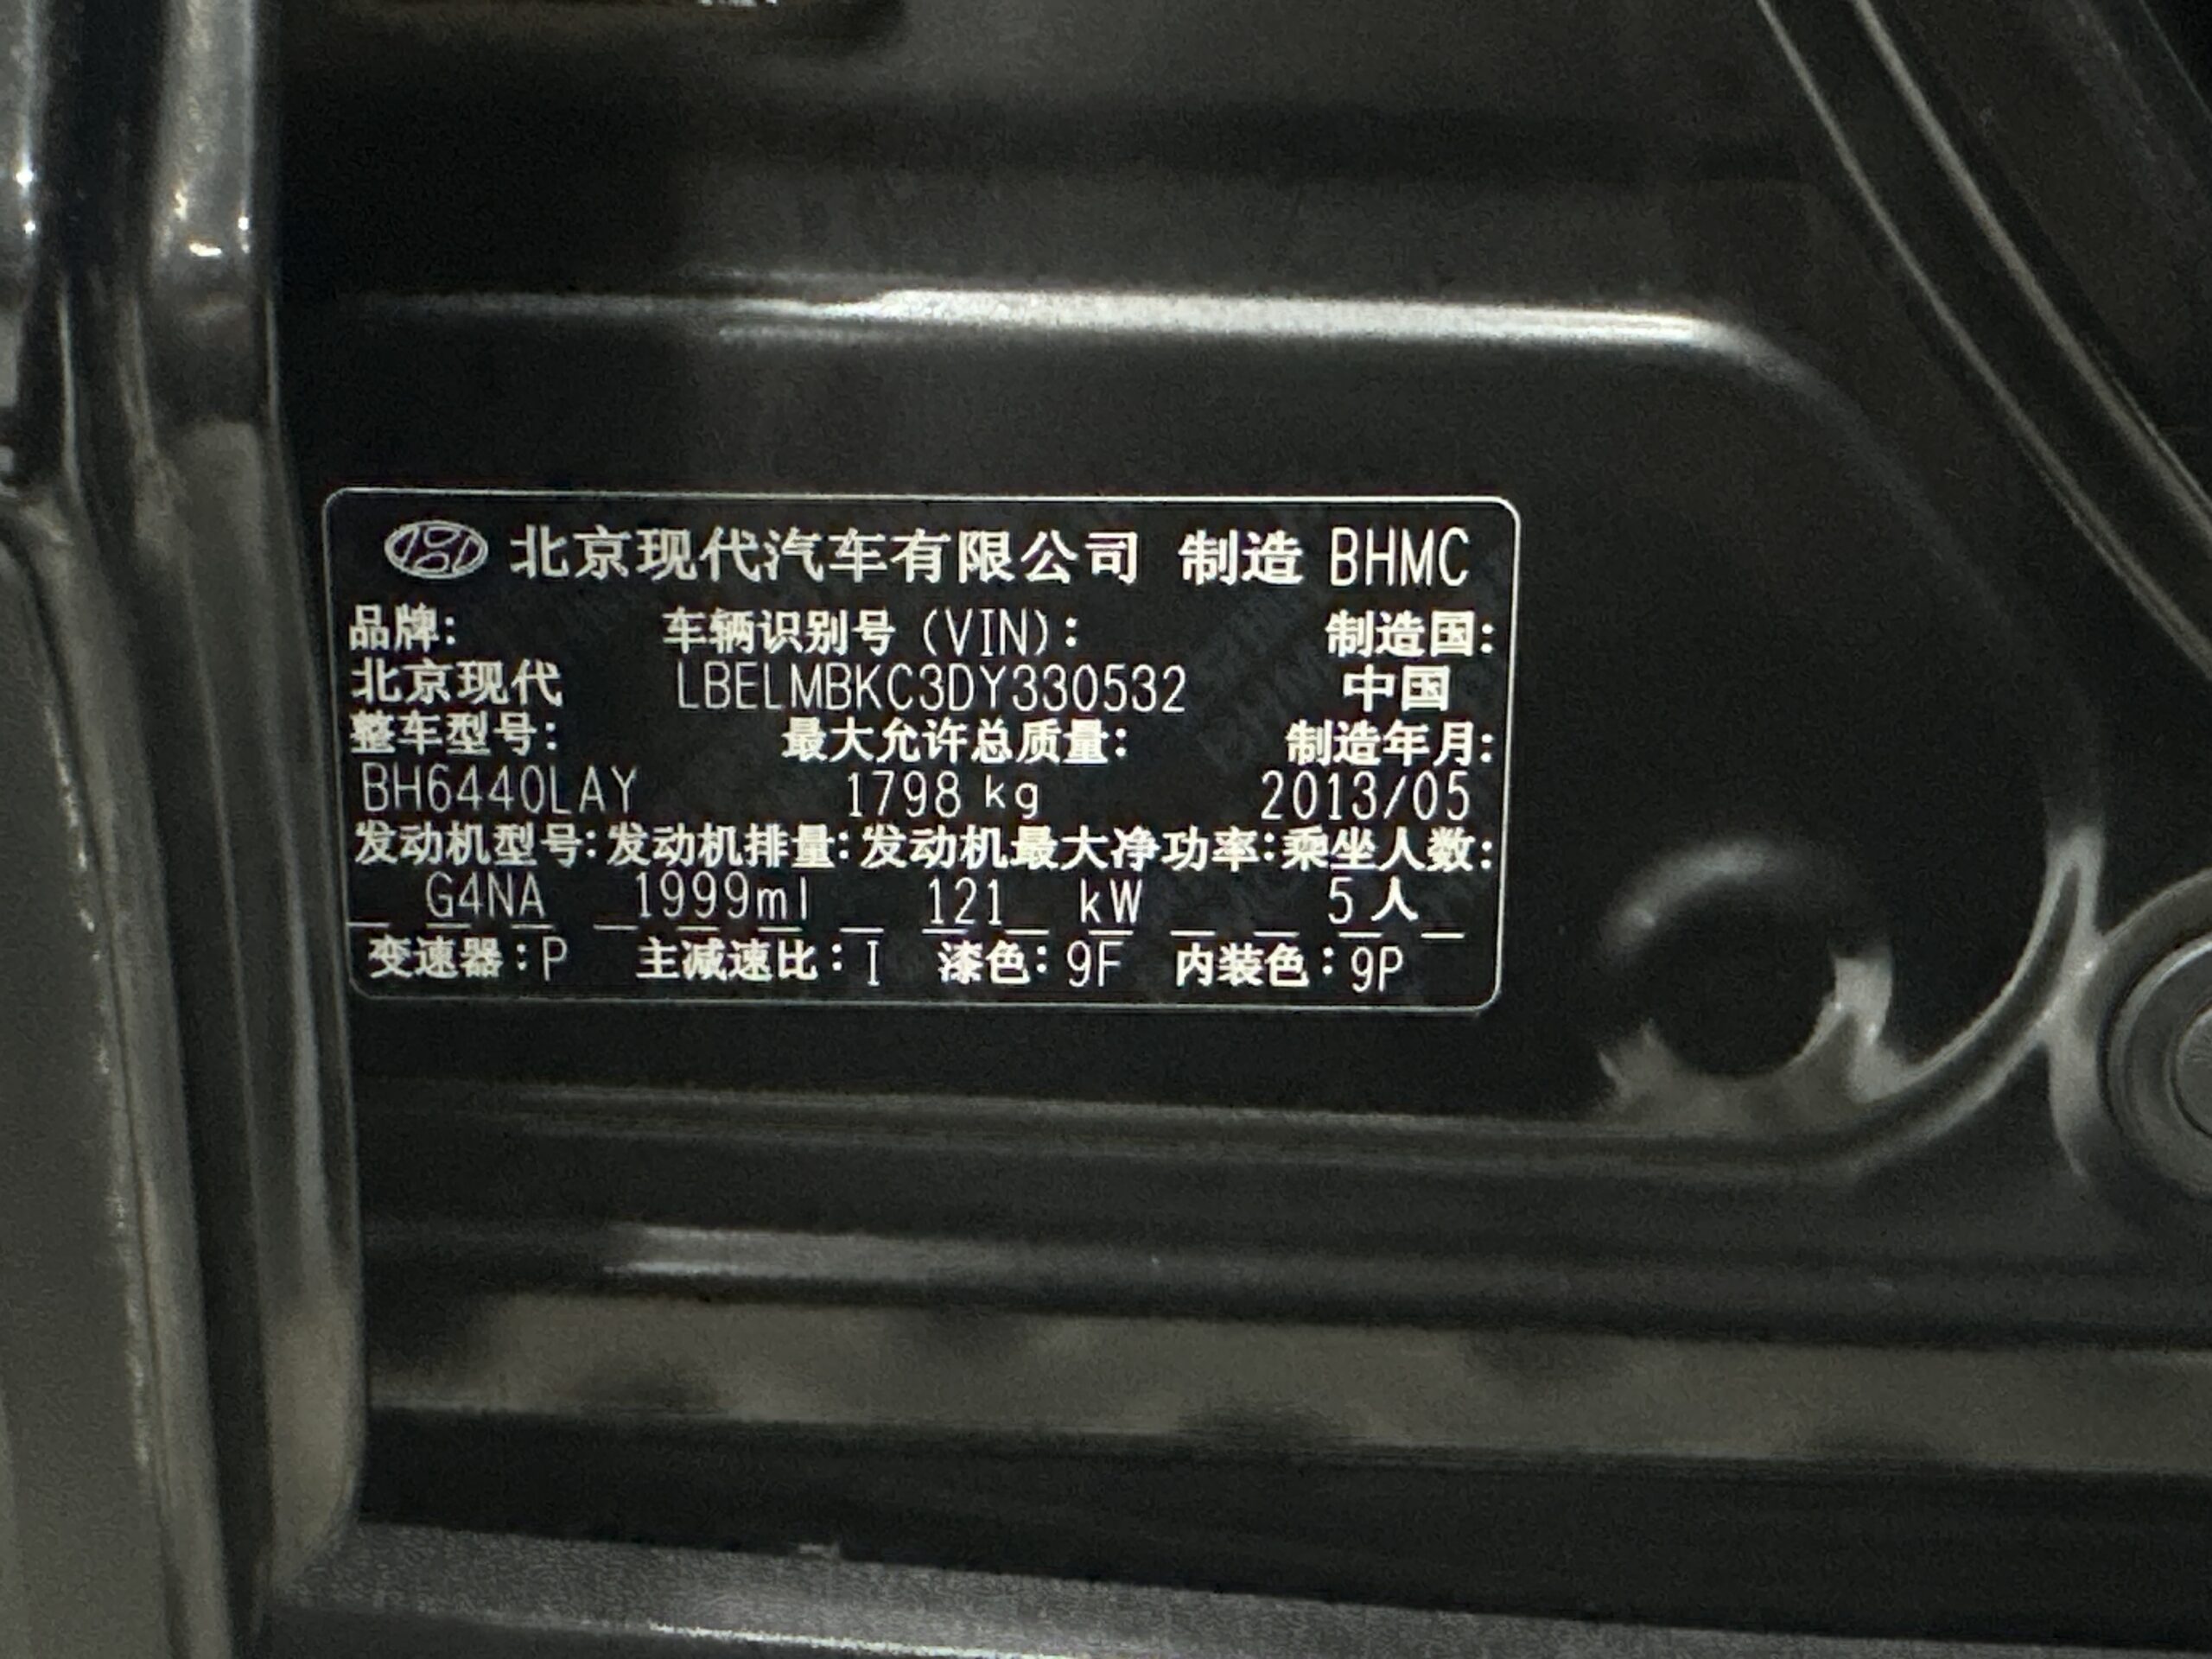 北京现代汽车有限公司 制造 BHMC
品牌: 车辆识别号 (VIN): 制造国:
北京现代 LBELMBKC3DY330532 中国
整车型号: 最大允许总质量: 制造年月:
BH6440LAY 1798 kg 2013/05
发动机型号: 发动机排量: 发动机最大净功率: 乘坐人数:
G4NA 1999ml 121 kW 5人
变速器: P 主减速比: I 漆色: 9F 内装色: 9P